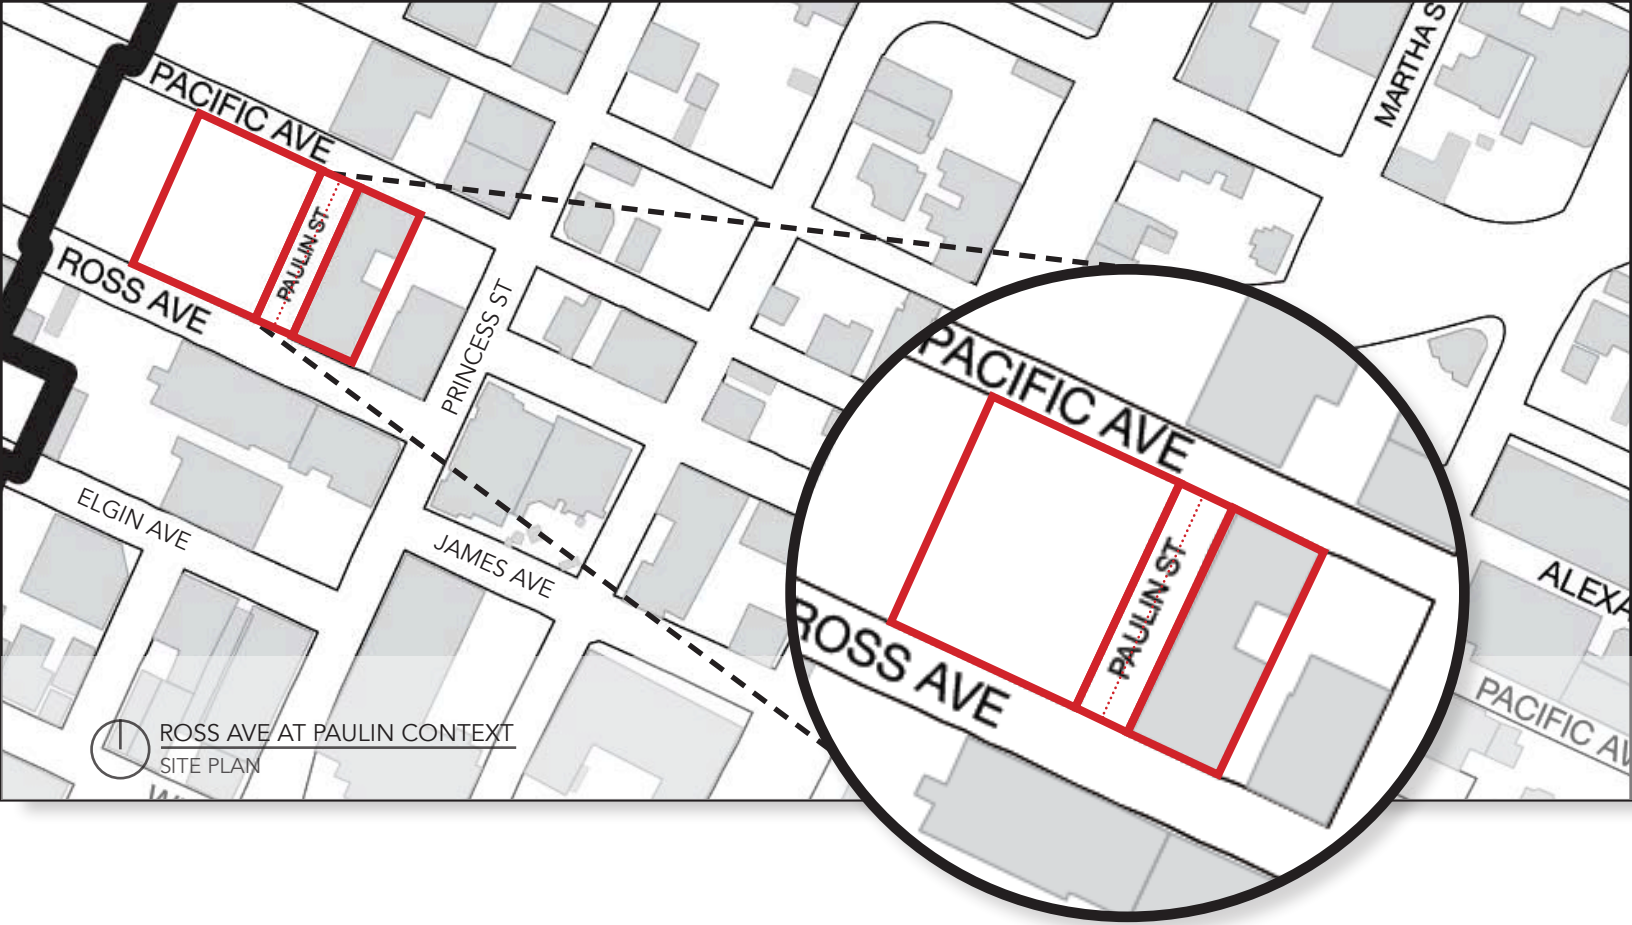 MARTHA S
PACIFIC AVE
PAULIN ST
ROSS AVE
PRINCESS ST
PACIFIC AVE
PAULIN ST
ROSS AVE
ELGIN AVE
JAMES AVE
ALEXA
PACIFIC AV
ROSS AVE AT PAULIN CONTEXT
SITE PLAN